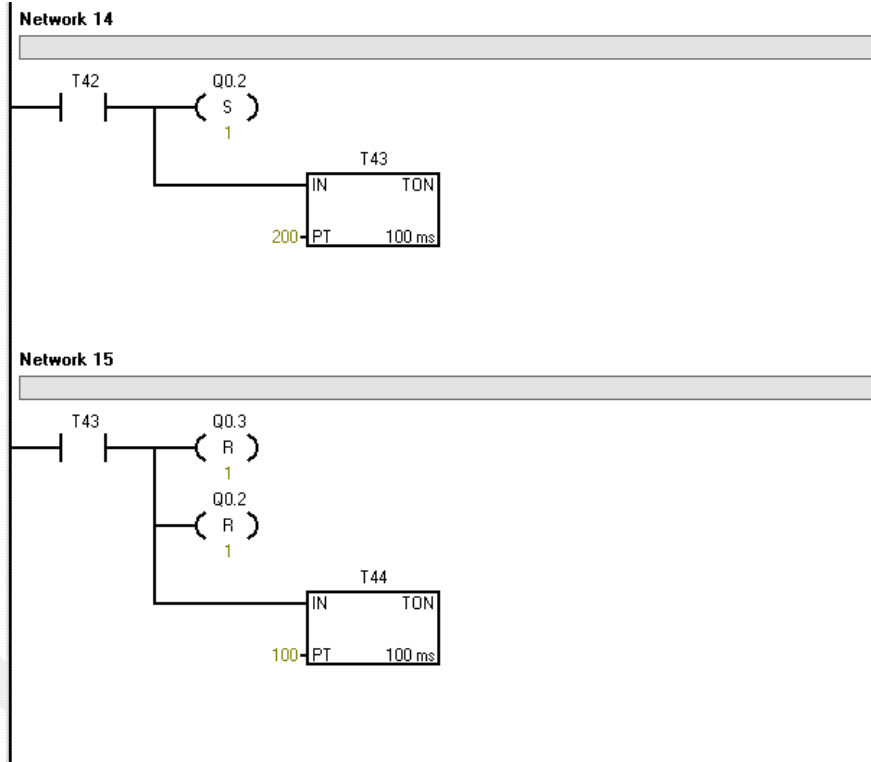 Network 14
T42 Q0.2
S
1
T43
IN TON
200 PT 100 ms
Network 15
T43 Q0.3
R
1
Q0.2
R
1
T44
IN TON
100 PT 100 ms